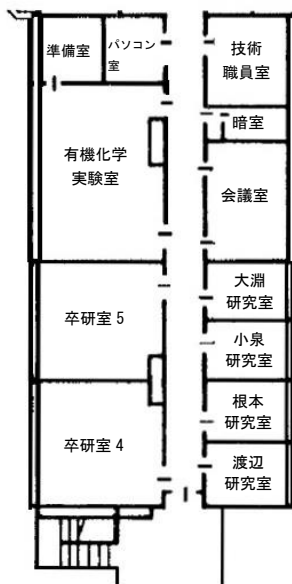 準備室
パソコン
室
技術
職員室
暗室
有機化学
実験室
会議室
大淵
研究室
卒研室 5
小泉
研究室
根本
研究室
卒研室 4
渡辺
研究室